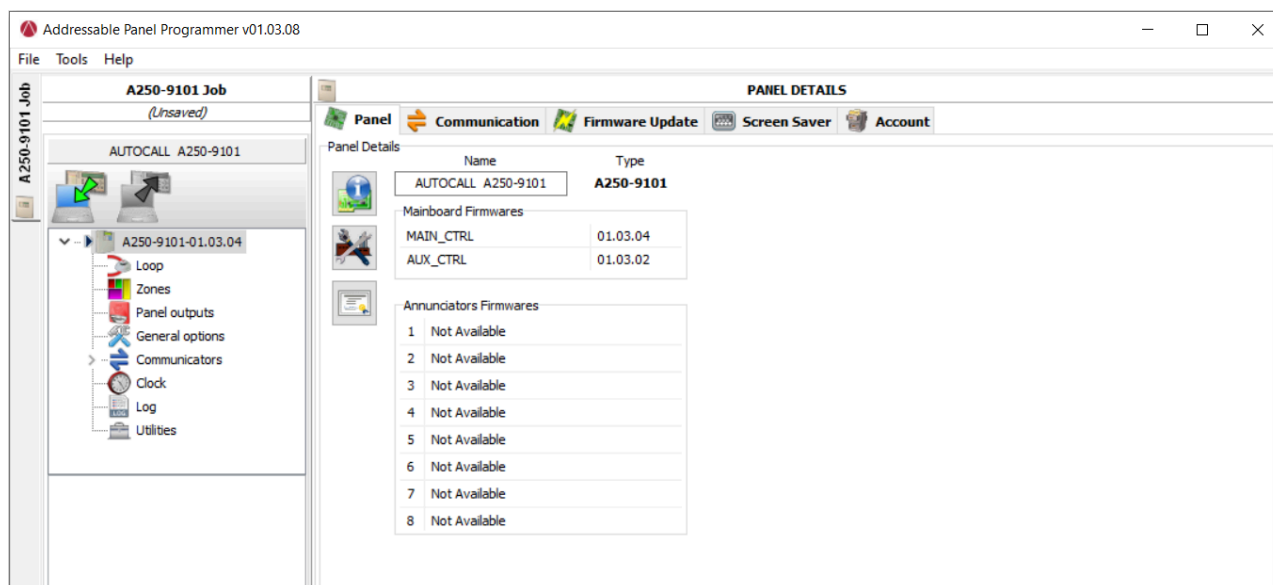 Addressable Panel Programmer v01.03.08
File Tools Help
A250-9101 Job
A250-9101 Job
(Unsaved)
AUTOCALL A250-9101
A250-9101-01.03.04
Loop
Zones
Panel outputs
General options
Communicators
Clock
LOG
Log
Utilities
PANEL DETAILS
Panel Communication Firmware Update Screen Saver Account
Panel Details
Name Type
AUTOCALL A250-9101 A250-9101
Mainboard Firmwares
MAIN_CTRL 01.03.04
AUX_CTRL 01.03.02
Annunciators Firmwares
1 Not Available
2 Not Available
3 Not Available
4 Not Available
5 Not Available
6 Not Available
7 Not Available
8 Not Available